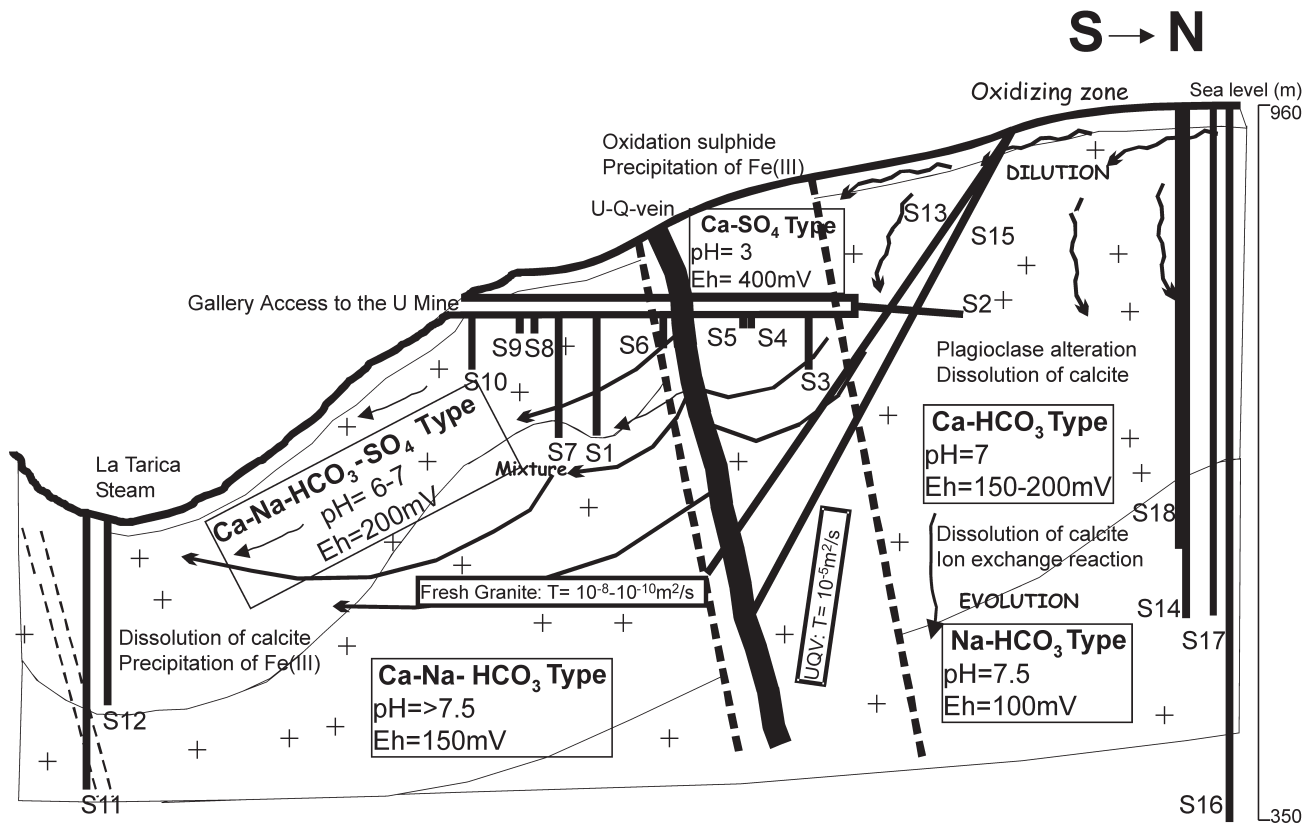 S → N
Oxidizing zone
Sea level (m)
960
Oxidation sulphide
Precipitation of Fe(III)
DILUTION
U-Q-vein
Ca-SO₄ Type
pH= 3
Eh= 400mV
S13
S15
Gallery Access to the U Mine
S2
S9
S8
S6
S5
S4
S10
S3
Plagioclase alteration
Dissolution of calcite
Ca-HCO₃ Type
pH=7
Eh=150-200mV
S7
S1
Mixture
La Tarica
Steam
Ca-Na-HCO₃-SO₄ Type
pH= 6-7
Eh=200mV
S18
Dissolution of calcite
Ion exchange reaction
Fresh Granite: T= 10⁻⁸-10⁻¹⁰m²/s
UQV: T= 10⁻⁵m²/s
EVOLUTION
S14
S17
Dissolution of calcite
Precipitation of Fe(III)
Na-HCO₃ Type
pH=7.5
Eh=100mV
Ca-Na- HCO₃ Type
pH=>7.5
Eh=150mV
S12
S11
S16
350